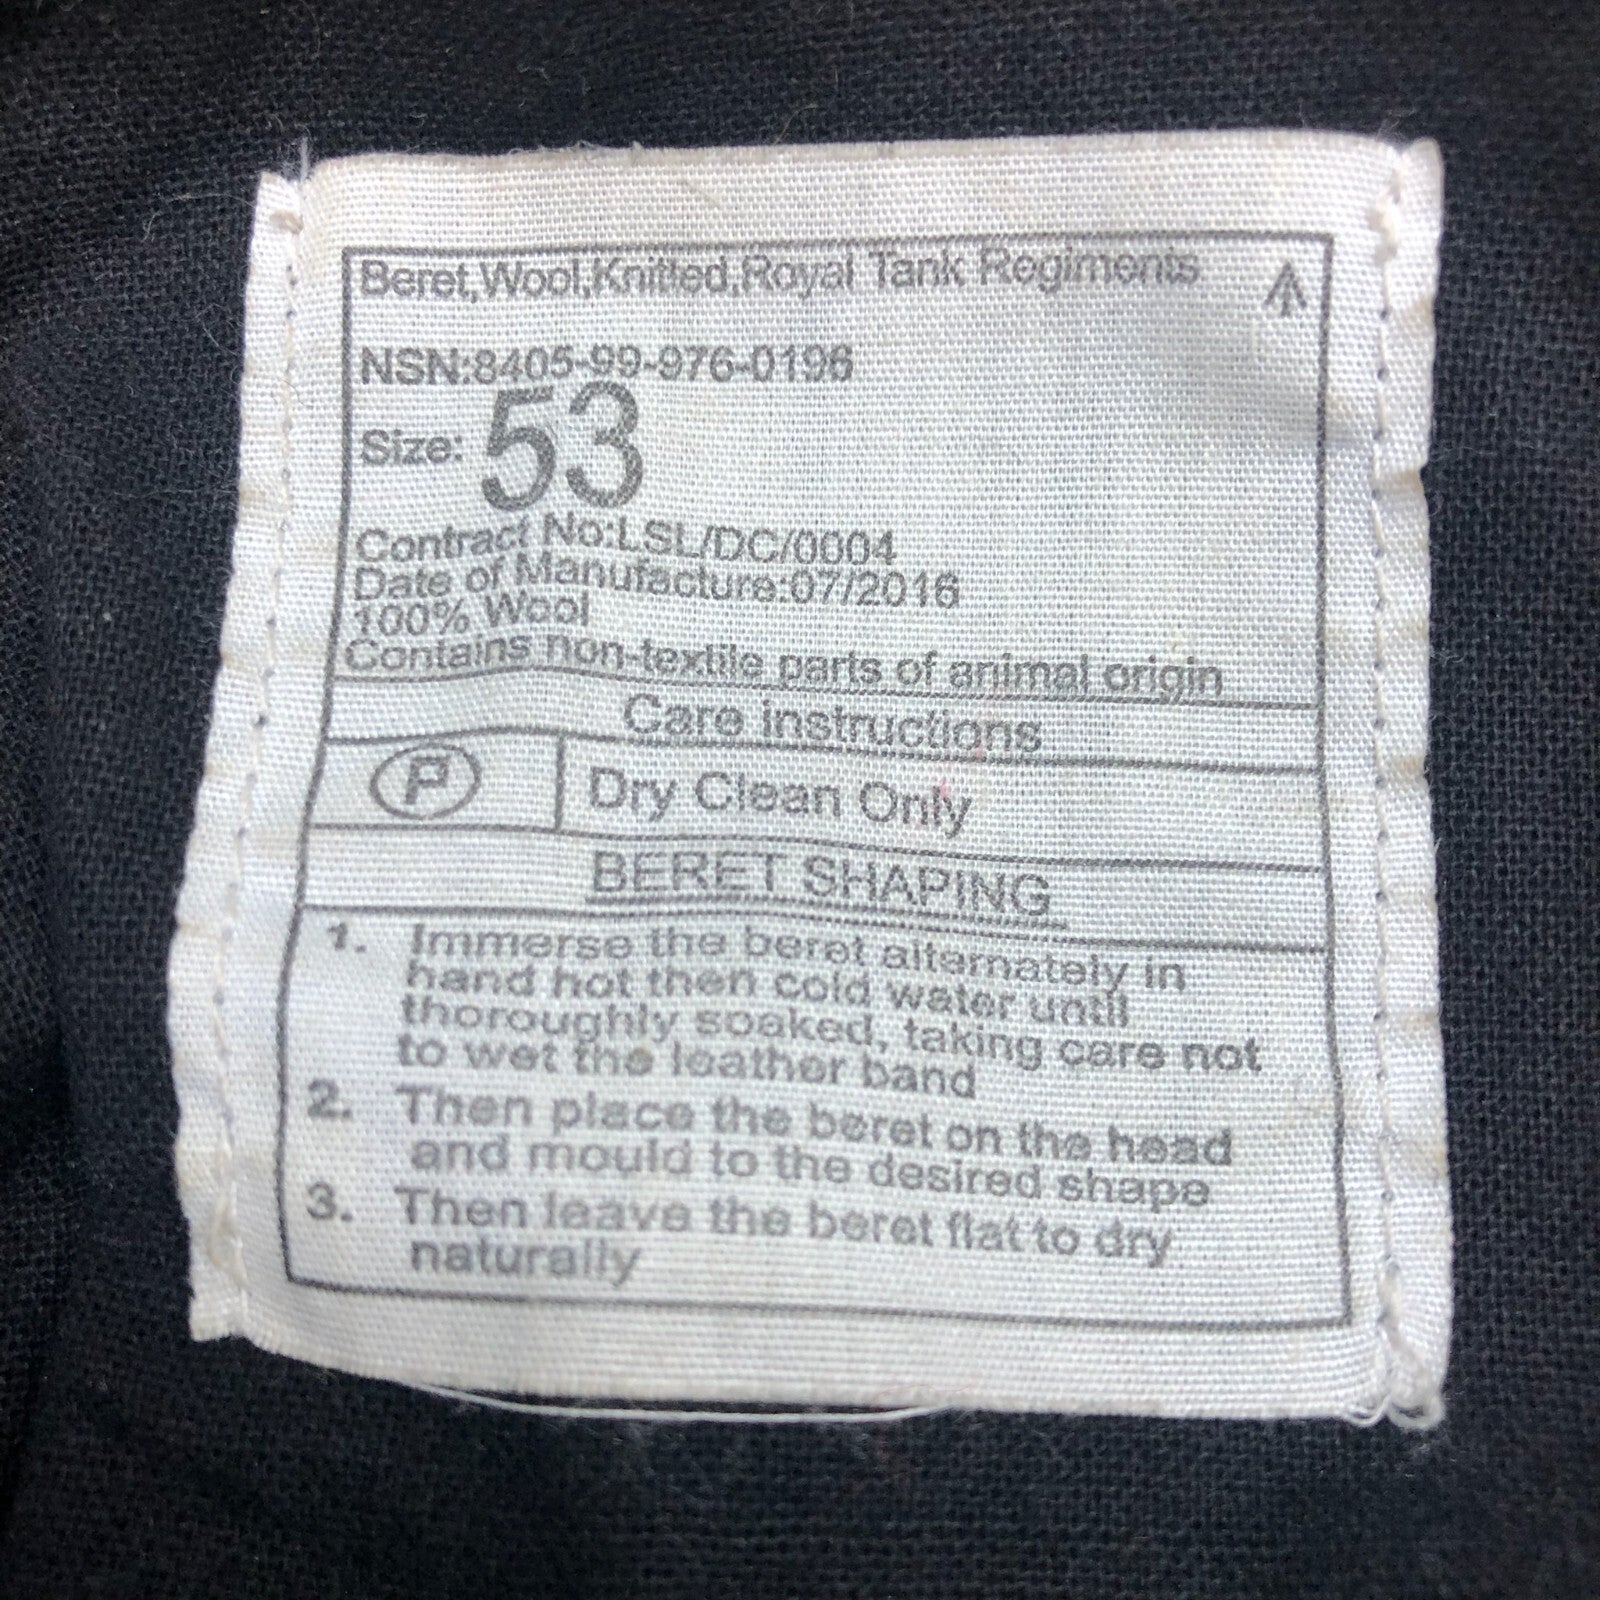 Beret,Wool,Knitted,Royal Tank Regiments
NSN:8405-99-976-0196
Size: 53
Contract No:LSL/DC/0004
Date of Manufacture:07/2016
100% Wool
Contains non-textile parts of animal origin
Care instructions
P Dry Clean Only
BERET SHAPING
1. Immerse the beret alternately in
hand hot then cold water until
thoroughly soaked, taking care not
to wet the leather band
2. Then place the beret on the head
and mould to the desired shape
3. Then leave the beret flat to dry
naturally